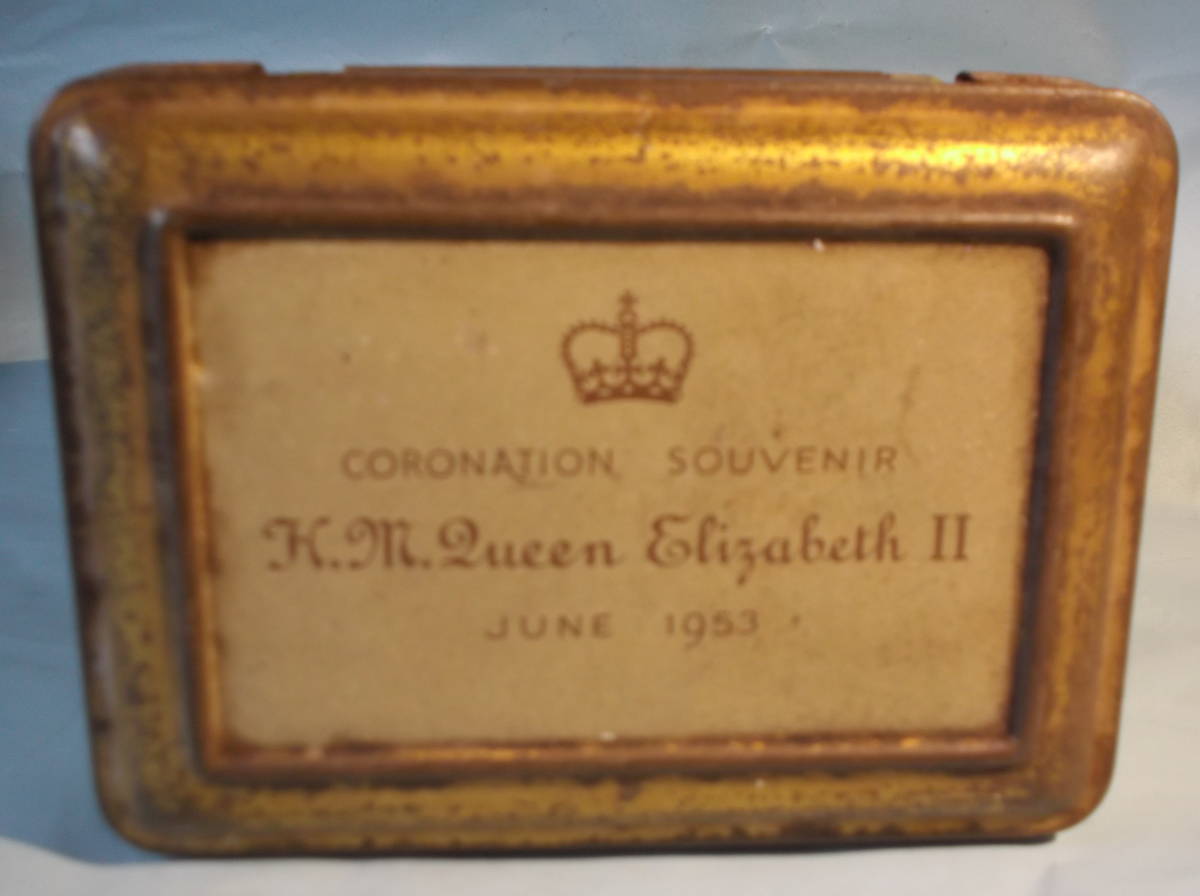 CORONATION SOUVENIR
H.M. Queen Elizabeth II
JUNE 1953